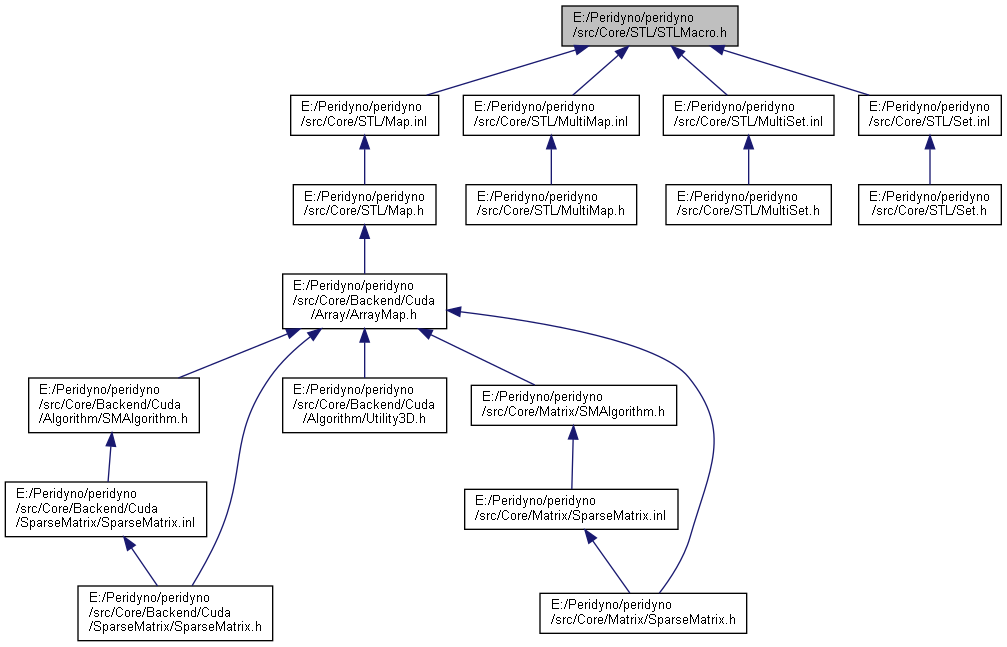 E:/Peridyno/peridyno
/src/Core/STL/STLMacro.h
E:/Peridyno/peridyno
/src/Core/STL/Map.inl
E:/Peridyno/peridyno
/src/Core/STL/MultiMap.inl
E:/Peridyno/peridyno
/src/Core/STL/MultiSet.inl
E:/Peridyno/peridyno
/src/Core/STL/Set.inl
E:/Peridyno/peridyno
/src/Core/STL/Map.h
E:/Peridyno/peridyno
/src/Core/STL/MultiMap.h
E:/Peridyno/peridyno
/src/Core/STL/MultiSet.h
E:/Peridyno/peridyno
/src/Core/STL/Set.h
E:/Peridyno/peridyno
/src/Core/Backend/Cuda
/Array/ArrayMap.h
E:/Peridyno/peridyno
/src/Core/Backend/Cuda
/Algorithm/SMAlgorithm.h
E:/Peridyno/peridyno
/src/Core/Backend/Cuda
/Algorithm/Utility3D.h
E:/Peridyno/peridyno
/src/Core/Matrix/SMAlgorithm.h
E:/Peridyno/peridyno
/src/Core/Backend/Cuda
/SparseMatrix/SparseMatrix.inl
E:/Peridyno/peridyno
/src/Core/Matrix/SparseMatrix.inl
E:/Peridyno/peridyno
/src/Core/Backend/Cuda
/SparseMatrix/SparseMatrix.h
E:/Peridyno/peridyno
/src/Core/Matrix/SparseMatrix.h